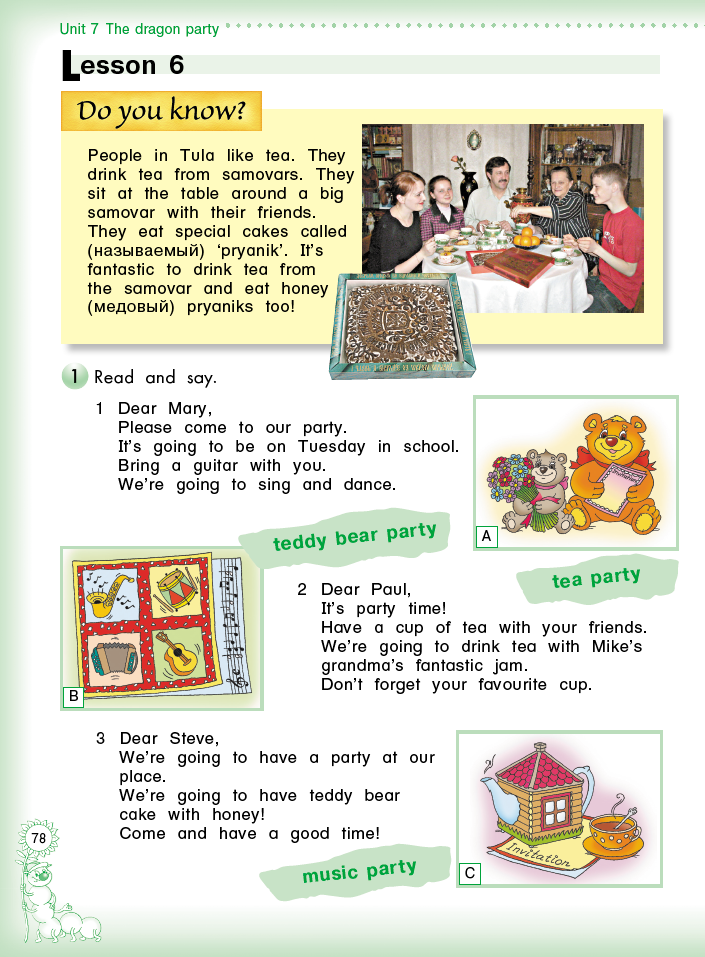 Unit 7 The dragon party
Lesson 6
Do you know?
People in Tula like tea. They
drink tea from samovars. They
sit at the table around a big
samovar with their friends.
They eat special cakes called
(называемый) ‘pryanik’. It’s
fantastic to drink tea from
the samovar and eat honey
(медовый) pryaniks too!
1 Read and say.
1 Dear Mary,
Please come to our party.
It’s going to be on Tuesday in school.
Bring a guitar with you.
We’re going to sing and dance.
A
teddy bear party
tea party
B
2 Dear Paul,
It’s party time!
Have a cup of tea with your friends.
We’re going to drink tea with Mike’s
grandma’s fantastic jam.
Don’t forget your favourite cup.
3 Dear Steve,
We’re going to have a party at our
place.
We’re going to have teddy bear
cake with honey!
Come and have a good time!
Invitation
C
music party
78